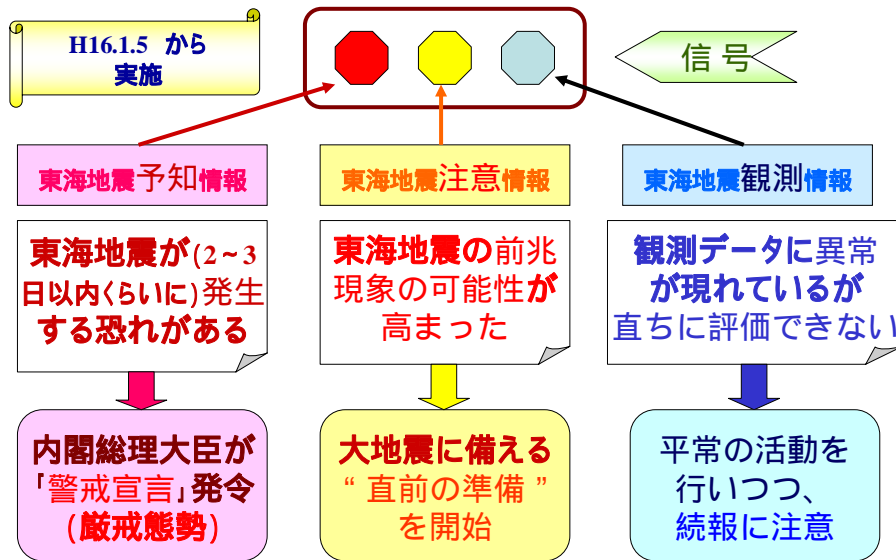 H16.1.5 から
実施
信号
東海地震予知情報
東海地震注意情報
東海地震観測情報
東海地震が(2~3
日以内くらいに)発生
する恐れがある
東海地震の前兆
現象の可能性が
高まった
観測データに異常
が現れているが
直ちに評価できない
内閣総理大臣が
「警戒宣言」発令
(厳戒態勢)
大地震に備える
“ 直前の準備 ”
を開始
平常の活動を
行いつつ、
続報に注意